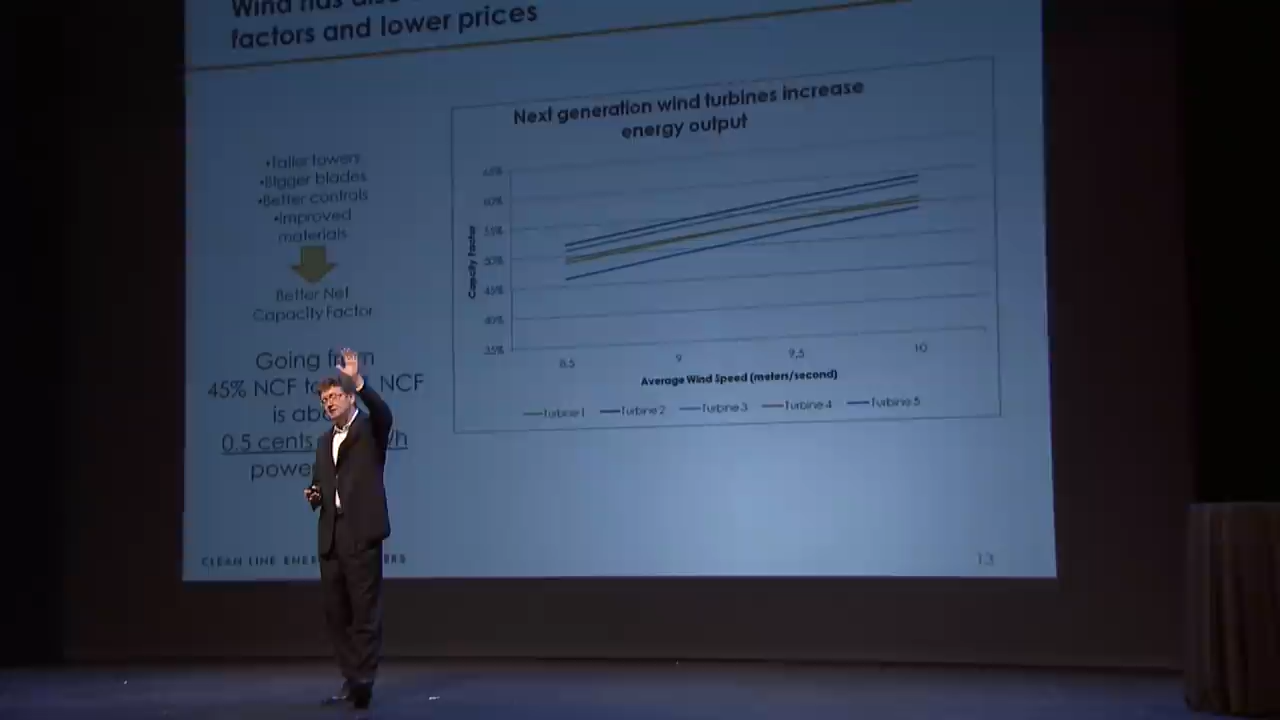 Wind has
factors and lower prices
Next generation wind turbines increase
energy output
•Taller towers
•Bigger blades
•Better controls
•Improved
materials
Better Net
Capacity Factor
Going
45% NCF NCF
is
0.5 cents
65%
60%
55%
50%
45%
40%
35%
Capacity Factor
8.5 9 9.5 10
Average Wind Speed (meters/second)
Turbine 1 Turbine 2 Turbine 3 Turbine 4 Turbine 5
CLEAN LINE
13